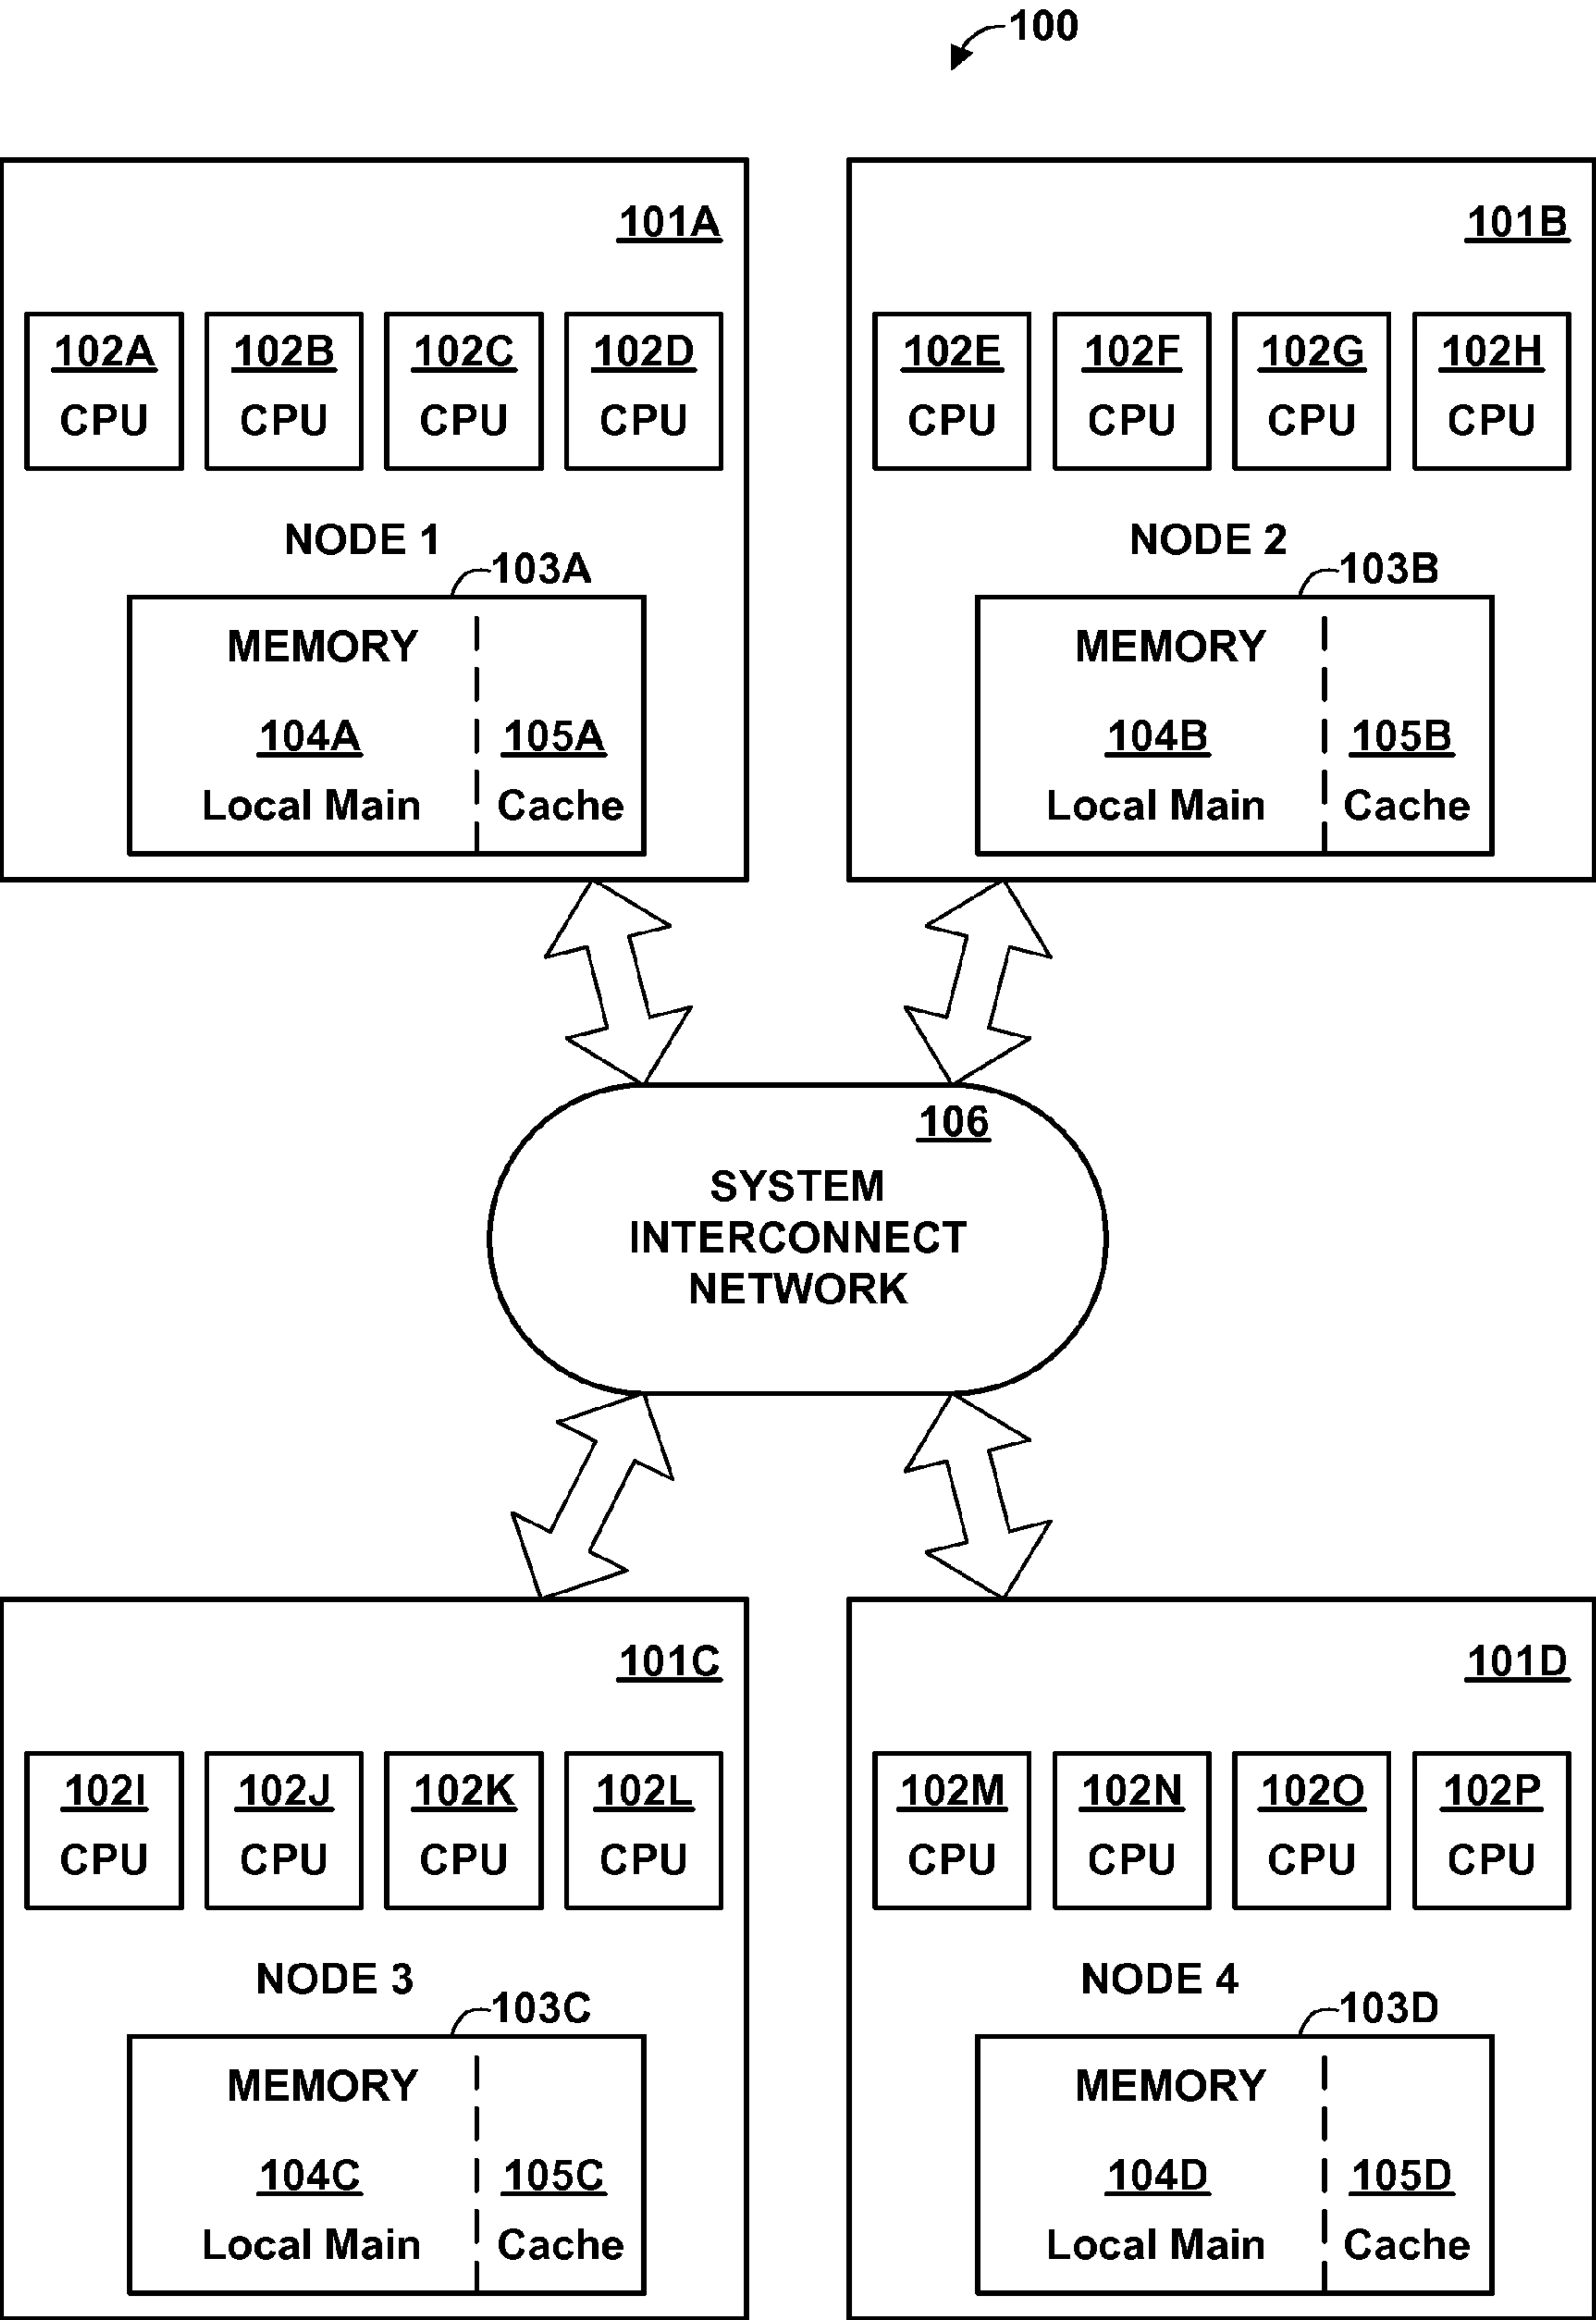 100
101A
102A 102B 102C 102D
CPU CPU CPU CPU
NODE 1
103A
MEMORY
104A 105A
Local Main Cache
101B
102E 102F 102G 102H
CPU CPU CPU CPU
NODE 2
103B
MEMORY
104B 105B
Local Main Cache
106
SYSTEM
INTERCONNECT
NETWORK
101C
102I 102J 102K 102L
CPU CPU CPU CPU
NODE 3
103C
MEMORY
104C 105C
Local Main Cache
101D
102M 102N 102O 102P
CPU CPU CPU CPU
NODE 4
103D
MEMORY
104D 105D
Local Main Cache